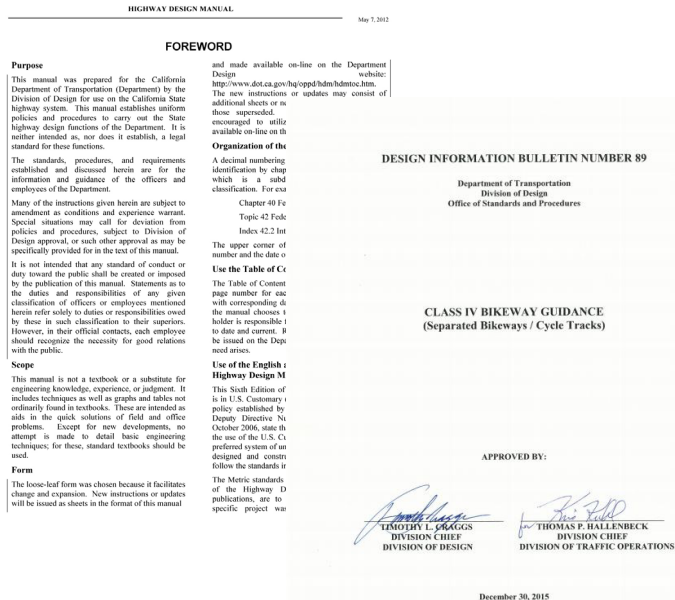 HIGHWAY DESIGN MANUAL
May 7, 2012
FOREWORD
Purpose
This manual was prepared for the California
Department of Transportation (Department) by the
Division of Design for use on the California State
highway system. This manual establishes uniform
policies and procedures to carry out the State
highway design functions of the Department. It is
neither intended as, nor does it establish, a legal
standard for these functions.
The standards, procedures, and requirements
established and discussed herein are for the
information and guidance of the officers and
employees of the Department.
Many of the instructions given herein are subject to
amendment as conditions and experience warrant.
Special situations may call for deviation from
policies and procedures, subject to Division of
Design approval, or such other approval as may be
specifically provided for in the text of this manual.
It is not intended that any standard of conduct or
duty toward the public shall be created or imposed
by the publication of this manual. Statements as to
the duties and responsibilities of any given
classification of officers or employees mentioned
herein refer solely to duties or responsibilities owed
by these in such classification to their superiors.
However, in their official contacts, each employee
should recognize the necessity for good relations
with the public.
Scope
This manual is not a textbook or a substitute for
engineering knowledge, experience, or judgment. It
includes techniques as well as graphs and tables not
ordinarily found in textbooks. These are intended as
aids in the quick solutions of field and office
problems. Except for new developments, no
attempt is made to detail basic engineering
techniques; for these, standard textbooks should be
used.
Form
The loose-leaf form was chosen because it facilitates
change and expansion. New instructions or updates
will be issued as sheets in the format of this manual
and made available on-line on the Department
Design website:
http://www.dot.ca.gov/hq/oppd/hdm/hdmtoc.htm.
The new instructions or updates may consist of
additional sheets or
those superseded.
encouraged to utiliz
available on-line on th
Organization of the
A decimal numbering
identification by chap
which is a subd
classification. For exa
Chapter 40 Fe
Topic 42 Fede
Index 42.2 Int
The upper corner of
number and the date o
Use the Table of Co
The Table of Content
page number for eac
with corresponding da
the manual chooses t
holder is responsible
to date and current. R
be issued on the Depa
need arises.
Use of the English a
Highway Design M
This Sixth Edition of
is in U.S. Customary
policy established by
Deputy Directive Nu
October 2006, state th
the use of the U.S. Cu
preferred system of un
designed and constru
follow the standards in
The Metric standards
of the Highway D
publications, are to
specific project was
DESIGN INFORMATION BULLETIN NUMBER 89
Department of Transportation
Division of Design
Office of Standards and Procedures
CLASS IV BIKEWAY GUIDANCE
(Separated Bikeways / Cycle Tracks)
APPROVED BY:
TIMOTHY L. CRAGGS
DIVISION CHIEF
DIVISION OF DESIGN
for THOMAS P. HALLENBECK
DIVISION CHIEF
DIVISION OF TRAFFIC OPERATIONS
December 30, 2015